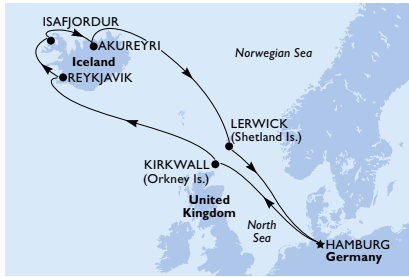 ISAFJORDUR
AKUREYRI
Iceland
REYKJAVIK
Norwegian Sea
LERWICK
(Shetland Is.)
KIRKWALL
(Orkney Is.)
United
Kingdom
North
Sea
HAMBURG
Germany